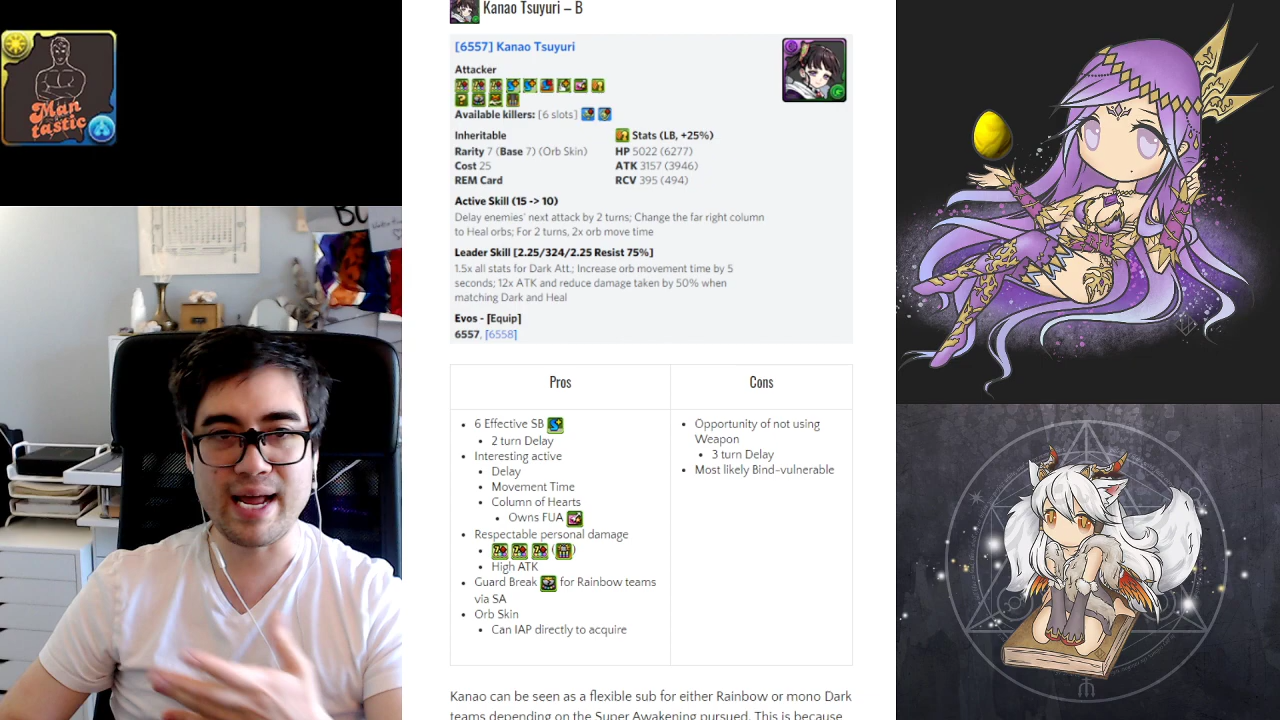 Man
tastic
Kanao Tsuyuri – B
[6557] Kanao Tsuyuri
Attacker
Available killers: [6 slots]
Inheritable
Rarity 7 (Base 7) (Orb Skin)
Cost 25
REM Card
Stats (LB, +25%)
HP 5022 (6277)
ATK 3157 (3946)
RCV 395 (494)
Active Skill (15 -> 10)
Delay enemies' next attack by 2 turns; Change the far right column
to Heal orbs; For 2 turns, 2x orb move time
Leader Skill [2.25/324/2.25 Resist 75%]
1.5x all stats for Dark Att.; Increase orb movement time by 5
seconds; 12x ATK and reduce damage taken by 50% when
matching Dark and Heal
Evos - [Equip]
6557, [6558]
Pros
6 Effective SB
2 turn Delay
Interesting active
Delay
Movement Time
Column of Hearts
Owns FUA
Respectable personal damage
( )
High ATK
Guard Break for Rainbow teams
via SA
Orb Skin
Can IAP directly to acquire
Cons
Opportunity of not using
Weapon
3 turn Delay
Most likely Bind-vulnerable
Kanao can be seen as a flexible sub for either Rainbow or mono Dark
teams depending on the Super Awakening pursued. This is because